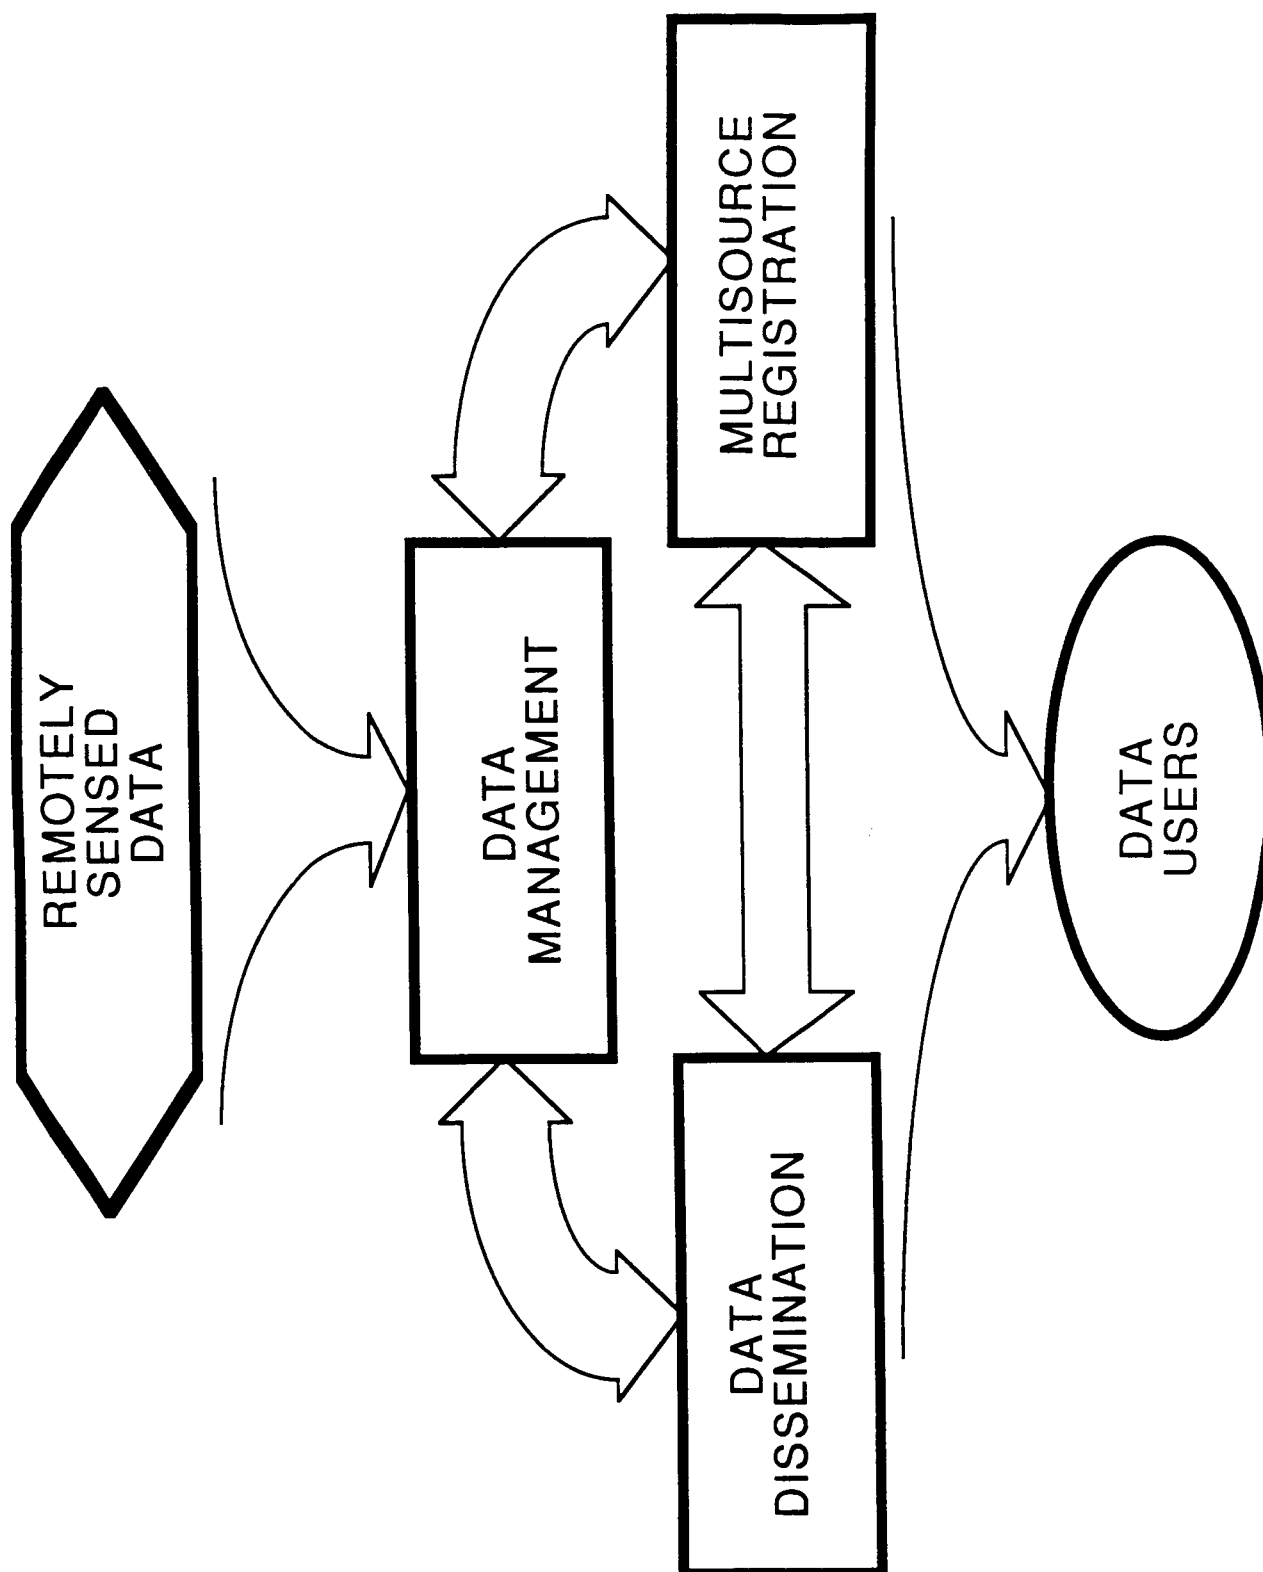 REMOTELY
SENSED
DATA
DATA
MANAGEMENT
DATA
DISSEMINATION
MULTISOURCE
REGISTRATION
DATA
USERS